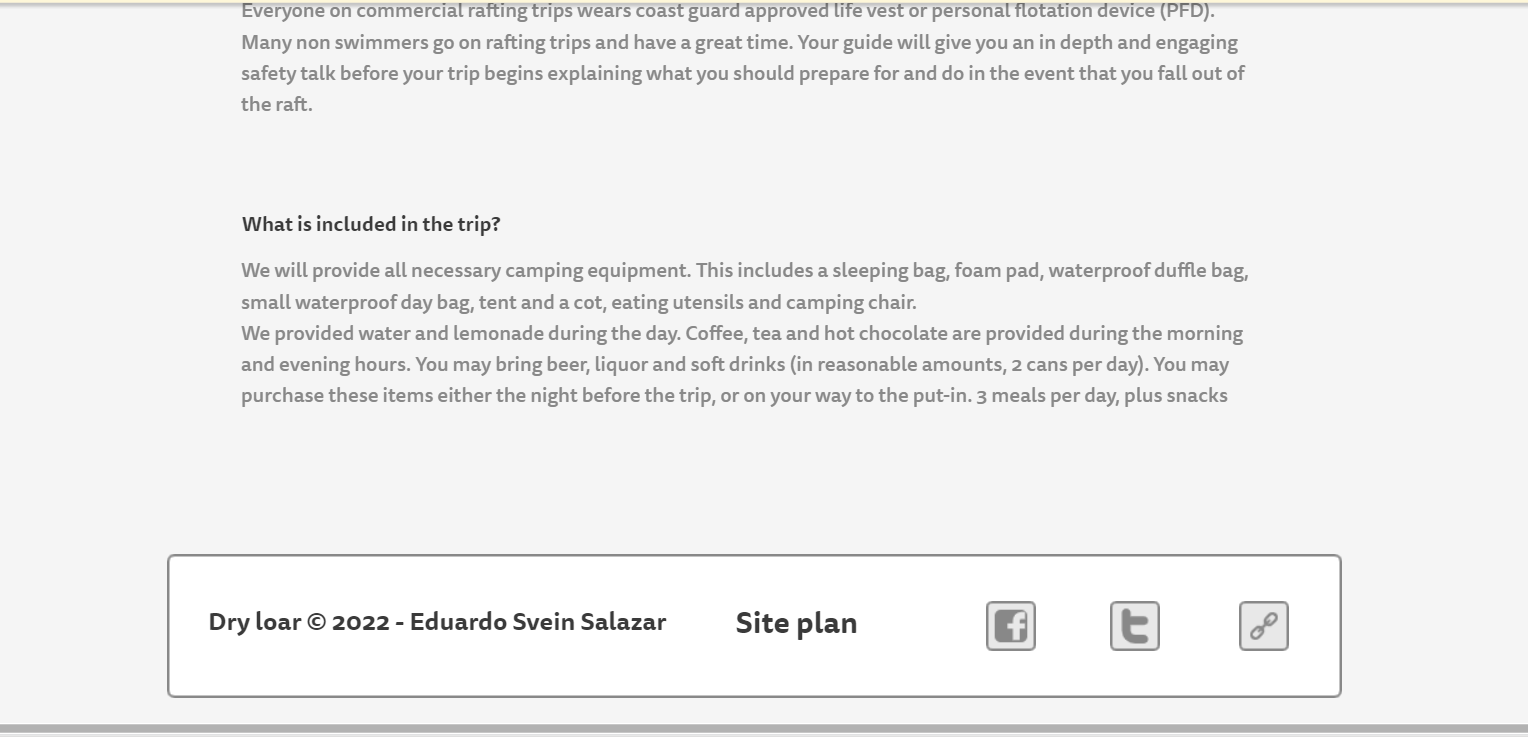 Everyone on commercial rafting trips wears coast guard approved life vest or personal flotation device (PFD).
Many non swimmers go on rafting trips and have a great time. Your guide will give you an in depth and engaging
safety talk before your trip begins explaining what you should prepare for and do in the event that you fall out of
the raft.
What is included in the trip?
We will provide all necessary camping equipment. This includes a sleeping bag, foam pad, waterproof duffle bag,
small waterproof day bag, tent and a cot, eating utensils and camping chair.
We provided water and lemonade during the day. Coffee, tea and hot chocolate are provided during the morning
and evening hours. You may bring beer, liquor and soft drinks (in reasonable amounts, 2 cans per day). You may
purchase these items either the night before the trip, or on your way to the put-in. 3 meals per day, plus snacks
Dry loar © 2022 - Eduardo Svein Salazar Site plan